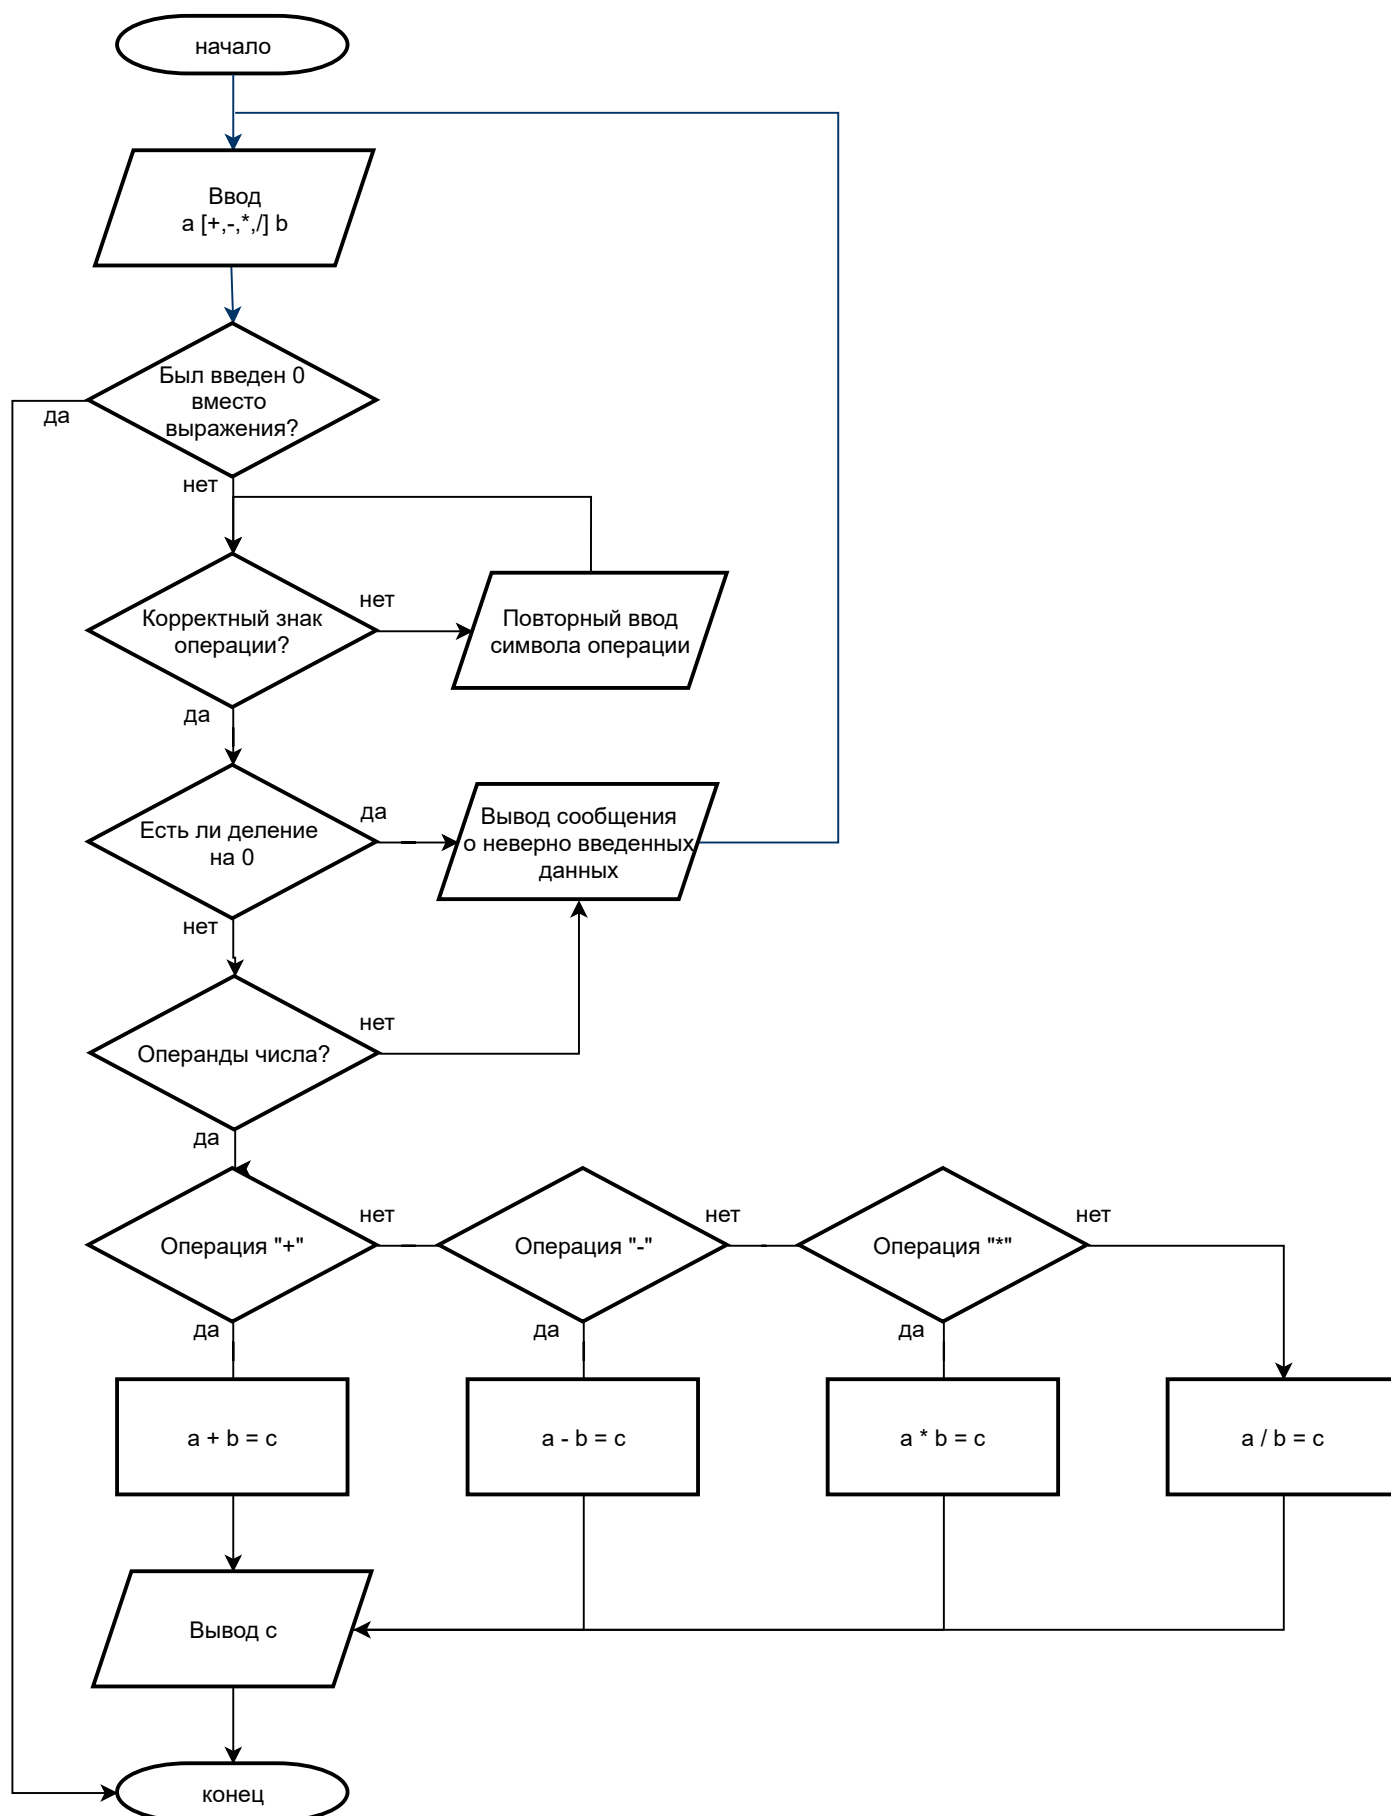 начало
Ввод
a [+,-,*,/] b
Был введен 0
вместо
выражения?
да
нет
Корректный знак
операции?
нет
Повторный ввод
символа операции
да
Есть ли деление
на 0
да
Вывод сообщения
о неверно введенных
данных
нет
Операнды числа?
нет
да
Операция "+"
нет
Операция "-"
нет
Операция "*"
нет
да
да
да
a + b = c
a - b = c
a * b = c
a / b = c
Вывод c
конец